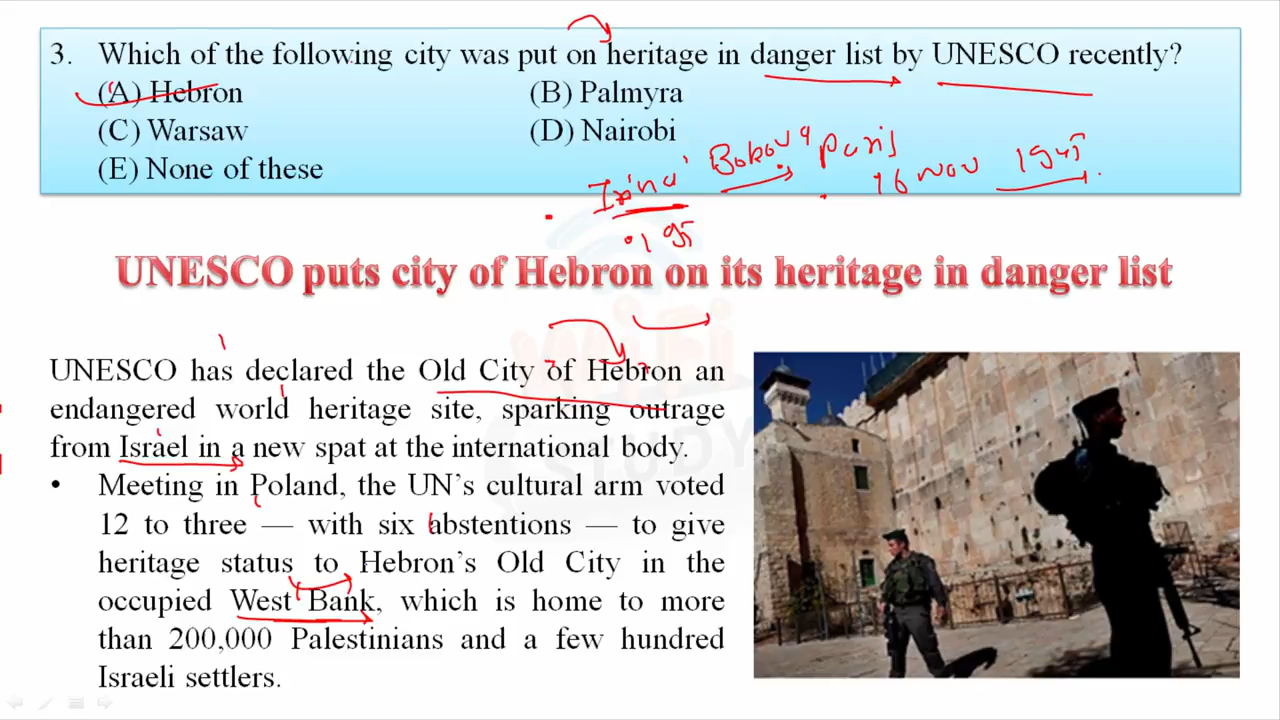 3. Which of the following city was put on heritage in danger list by UNESCO recently?
(A) Hebron (B) Palmyra
(C) Warsaw (D) Nairobi
(E) None of these
Irina Bokova Paris
195 16 Nov 1945
UNESCO puts city of Hebron on its heritage in danger list
UNESCO has declared the Old City of Hebron an
endangered world heritage site, sparking outrage
from Israel in a new spat at the international body.
• Meeting in Poland, the UN's cultural arm voted
12 to three — with six abstentions — to give
heritage status to Hebron's Old City in the
occupied West Bank, which is home to more
than 200,000 Palestinians and a few hundred
Israeli settlers.
WiFi
STUDY